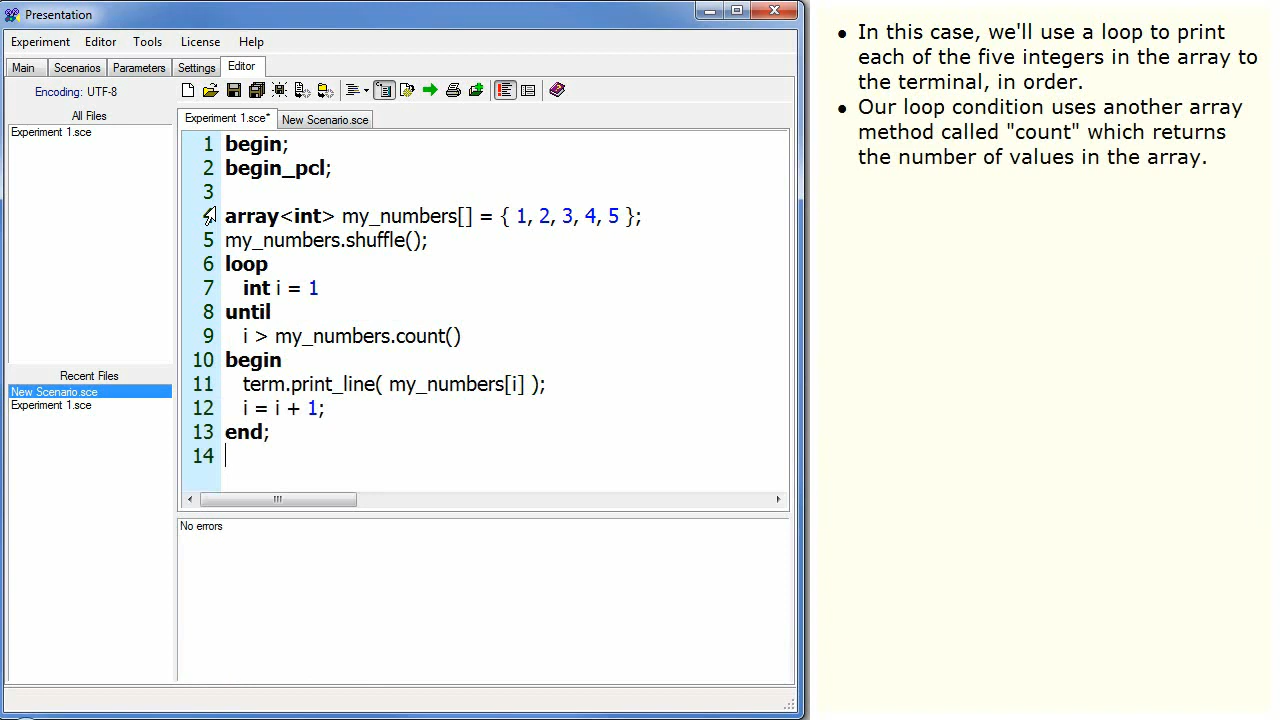 Presentation
Experiment Editor Tools License Help
Main Scenarios Parameters Settings Editor
Encoding: UTF-8
All Files
Experiment 1.sce
Recent Files
New Scenario.sce
Experiment 1.sce
Experiment 1.sce* New Scenario.sce
1 begin;
2 begin_pcl;
3
4 array<int> my_numbers[] = { 1, 2, 3, 4, 5 };
5 my_numbers.shuffle();
6 loop
7 int i = 1
8 until
9 i > my_numbers.count()
10 begin
11 term.print_line( my_numbers[i] );
12 i = i + 1;
13 end;
14
No errors
• In this case, we'll use a loop to print
each of the five integers in the array to
the terminal, in order.
• Our loop condition uses another array
method called "count" which returns
the number of values in the array.